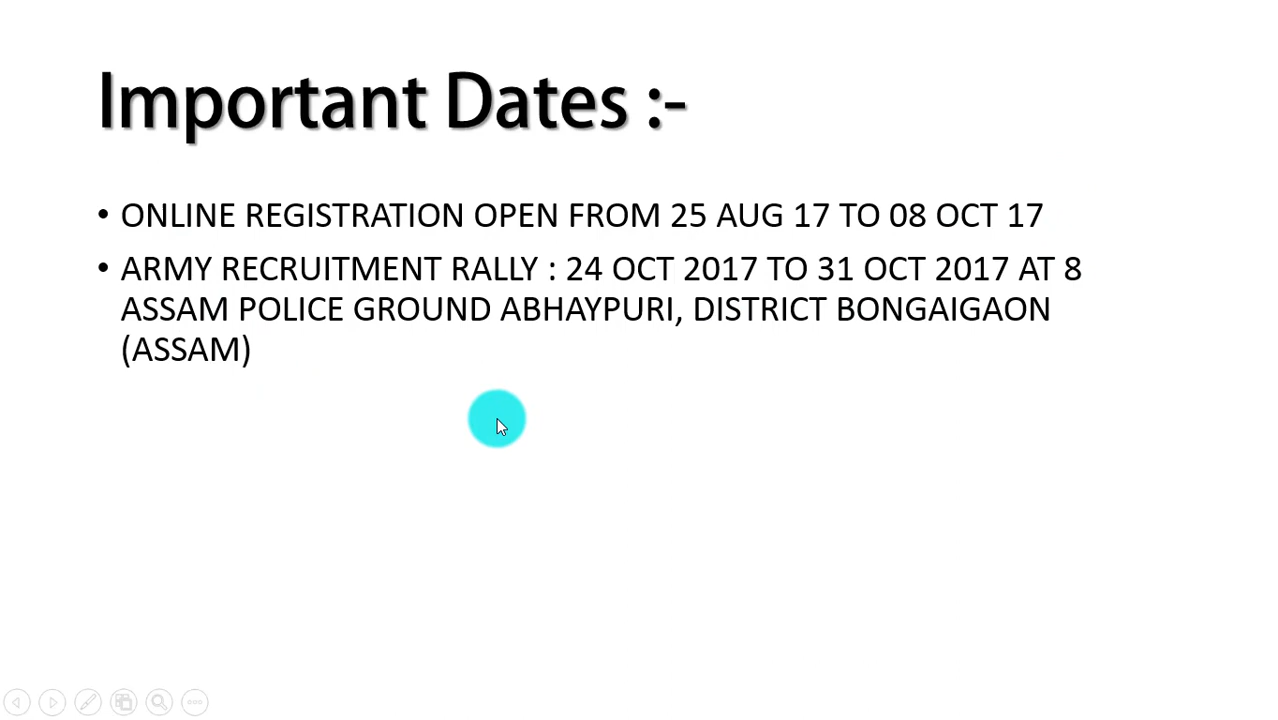 Important Dates :-
• ONLINE REGISTRATION OPEN FROM 25 AUG 17 TO 08 OCT 17
• ARMY RECRUITMENT RALLY : 24 OCT 2017 TO 31 OCT 2017 AT 8
ASSAM POLICE GROUND ABHAYPURI, DISTRICT BONGAIGAON
(ASSAM)